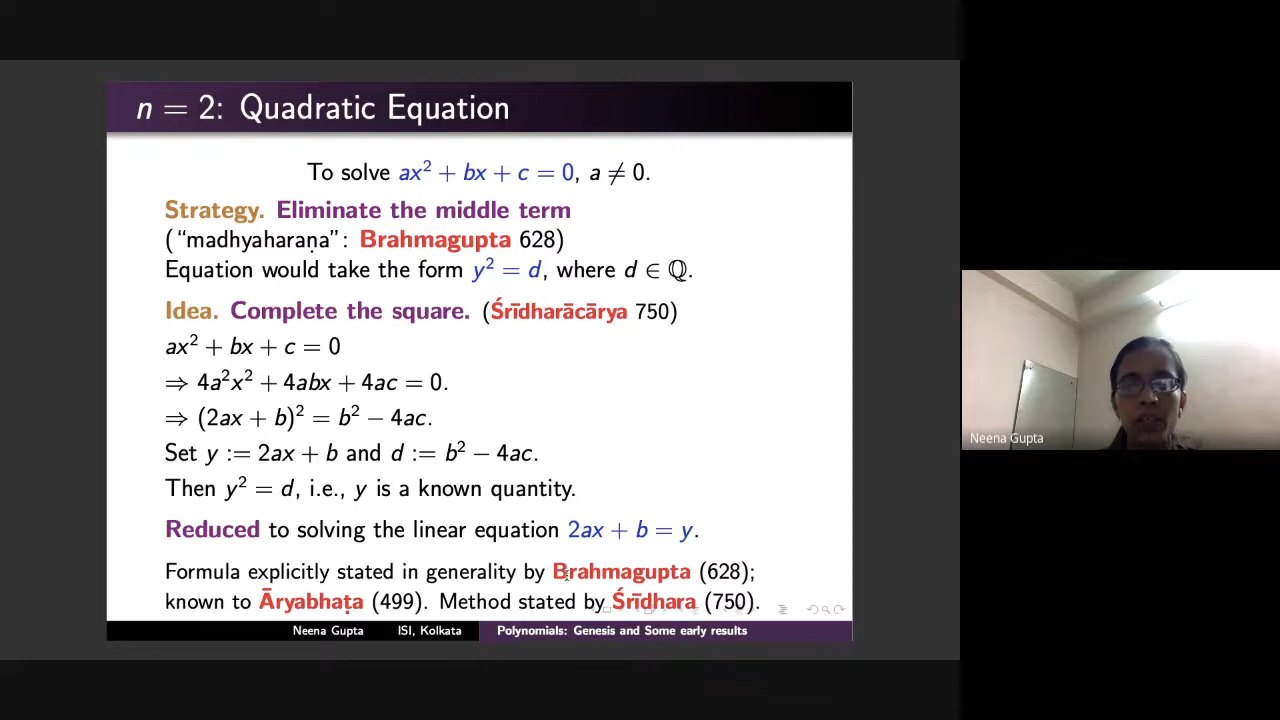 n = 2: Quadratic Equation
To solve ax² + bx + c = 0, a ≠ 0.
Strategy. Eliminate the middle term
(“madhyaharaṇa”: Brahmagupta 628)
Equation would take the form y² = d, where d ∈ ℚ.
Idea. Complete the square. (Śrīdharācārya 750)
ax² + bx + c = 0
⇒ 4a²x² + 4abx + 4ac = 0.
⇒ (2ax + b)² = b² − 4ac.
Set y := 2ax + b and d := b² − 4ac.
Then y² = d, i.e., y is a known quantity.
Reduced to solving the linear equation 2ax + b = y.
Formula explicitly stated in generality by Brahmagupta (628);
known to Āryabhaṭa (499). Method stated by Śrīdhara (750).
Neena Gupta ISI, Kolkata Polynomials: Genesis and Some early results
Neena Gupta